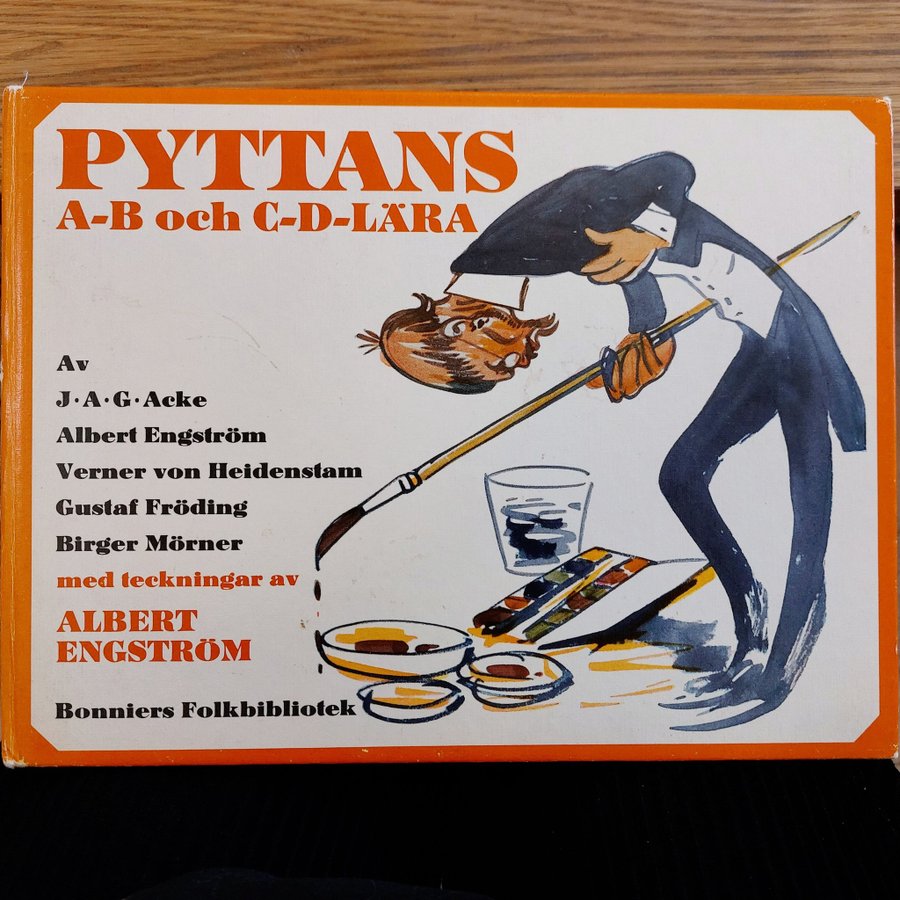 PYTTANS
A-B och C-D-LÄRA
Av
J·A·G·Acke
Albert Engström
Verner von Heidenstam
Gustaf Fröding
Birger Mörner
med teckningar av
ALBERT
ENGSTRÖM
Bonniers Folkbibliotek